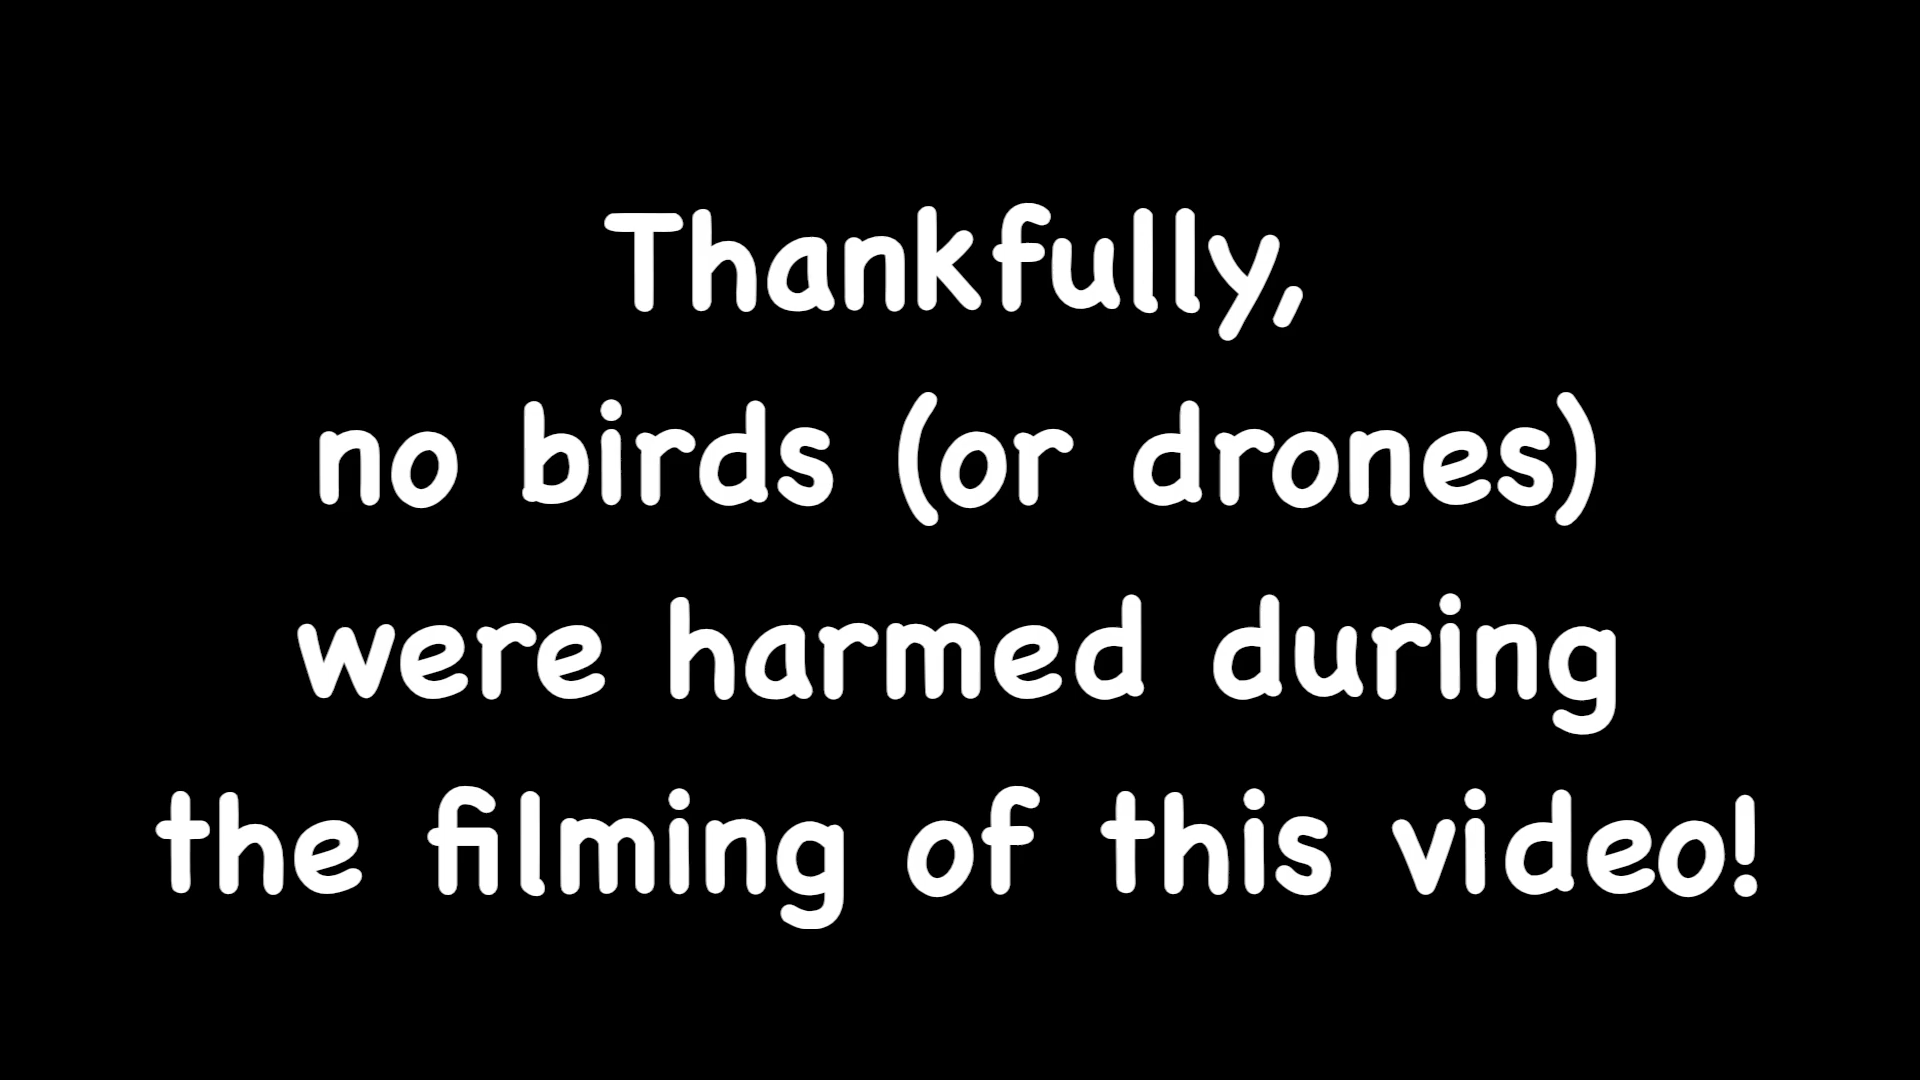 Thankfully,
no birds (or drones)
were harmed during
the filming of this video!